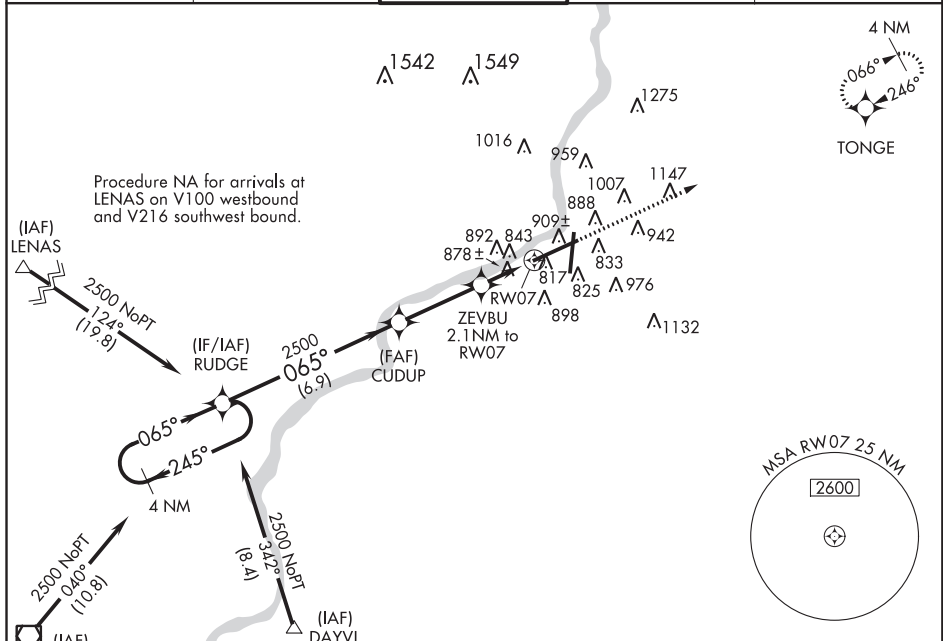 1542
1549
4 NM
066°
246°
TONGE
1275
1016
959
1007
1147
888
909±
942
892
843
878±
833
817
825
976
898
1132
RW07
Procedure NA for arrivals at
LENAS on V100 westbound
and V216 southwest bound.
(IAF)
LENAS
2500 NoPT
124°
(19.8)
(IF/IAF)
RUDGE
2500
065°
(6.9)
(FAF)
CUDUP
ZEVBU
2.1NM to
RW07
065°
245°
4 NM
2500 NoPT
040°
(10.8)
(IAF)
2500 NoPT
342°
(8.4)
(IAF)
DAYVI
MSA RW07 25 NM
2600